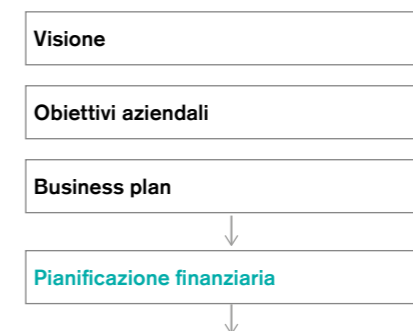 Visione
Obiettivi aziendali
Business plan
Pianificazione finanziaria